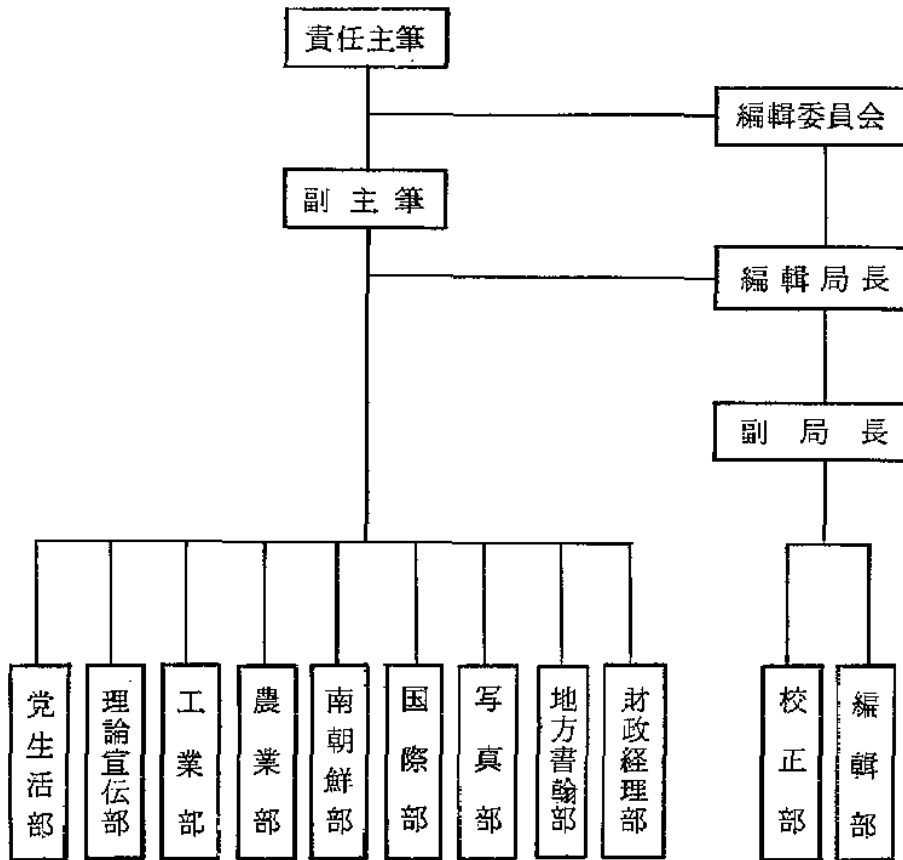 責任主筆
編輯委員会
副主筆
編輯局長
副局長
党生活部
理論宣伝部
工業部
農業部
南朝鮮部
国際部
写真部
地方書翰部
財政経理部
校正部
編輯部